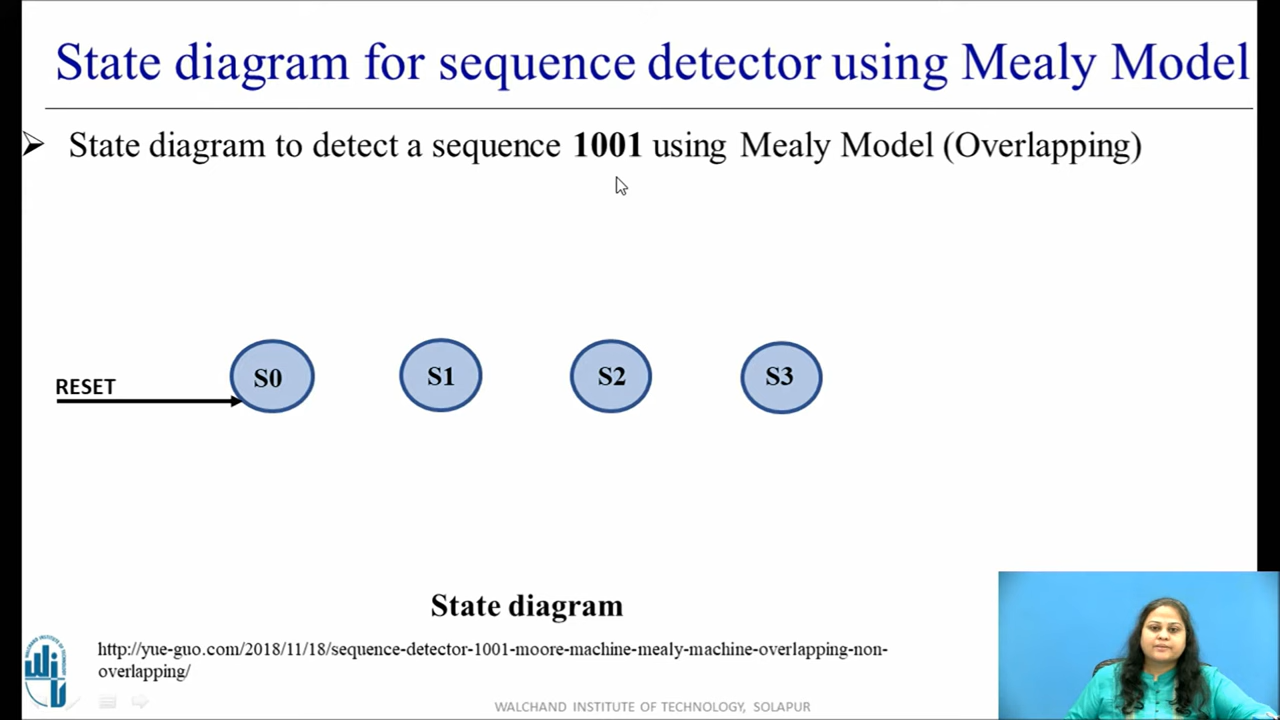 State diagram for sequence detector using Mealy Model
State diagram to detect a sequence 1001 using Mealy Model (Overlapping)
RESET
S0
S1
S2
S3
State diagram
http://yue-guo.com/2018/11/18/sequence-detector-1001-moore-machine-mealy-machine-overlapping-non-
overlapping/
WALCHAND INSTITUTE OF TECHNOLOGY, SOLAPUR